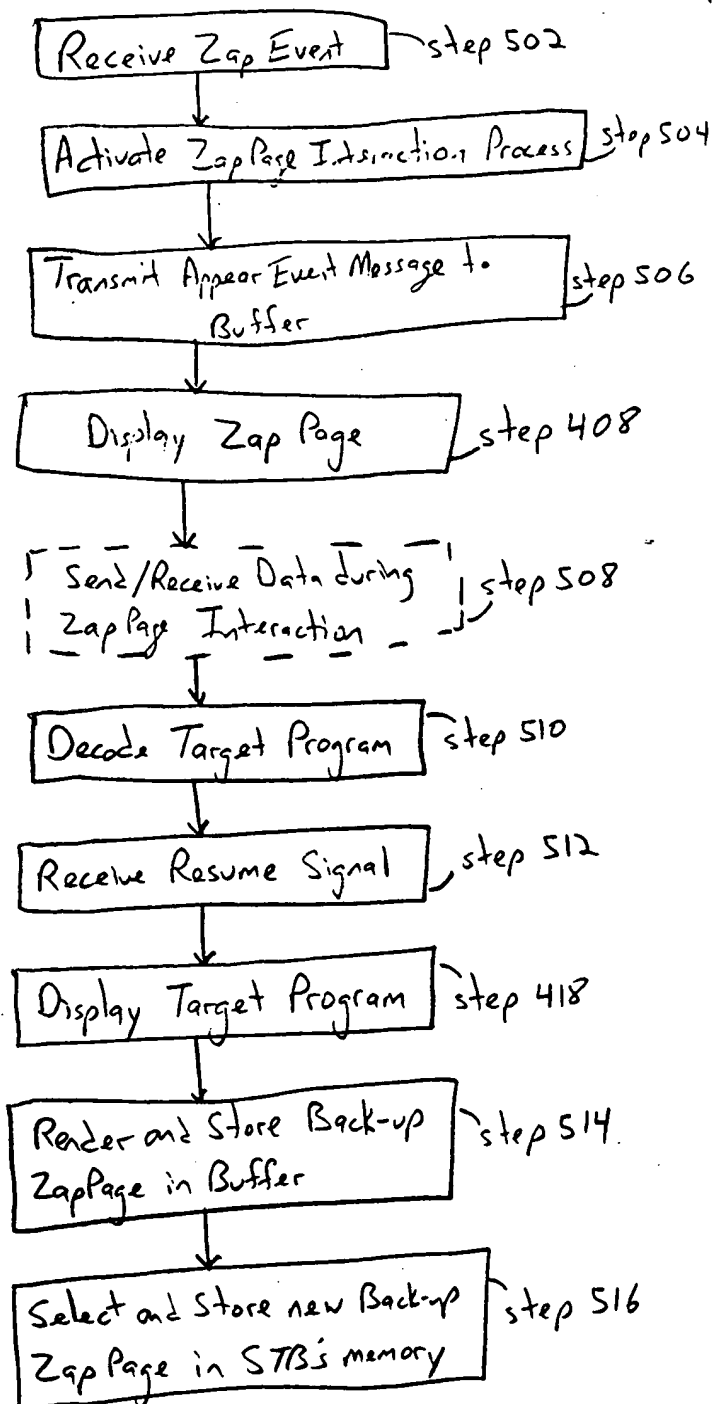 Receive Zap Event
step 502
Activate ZapPage Interaction Process
step 504
Transmit Appear Event Message to
Buffer
step 506
Display Zap Page
step 408
Send/Receive Data during
ZapPage Interaction
step 508
Decode Target Program
step 510
Receive Resume Signal
step 512
Display Target Program
step 418
Render and Store Back-up
ZapPage in Buffer
step 514.
Select and Store new Back-up
ZapPage in STB's memory
step 516